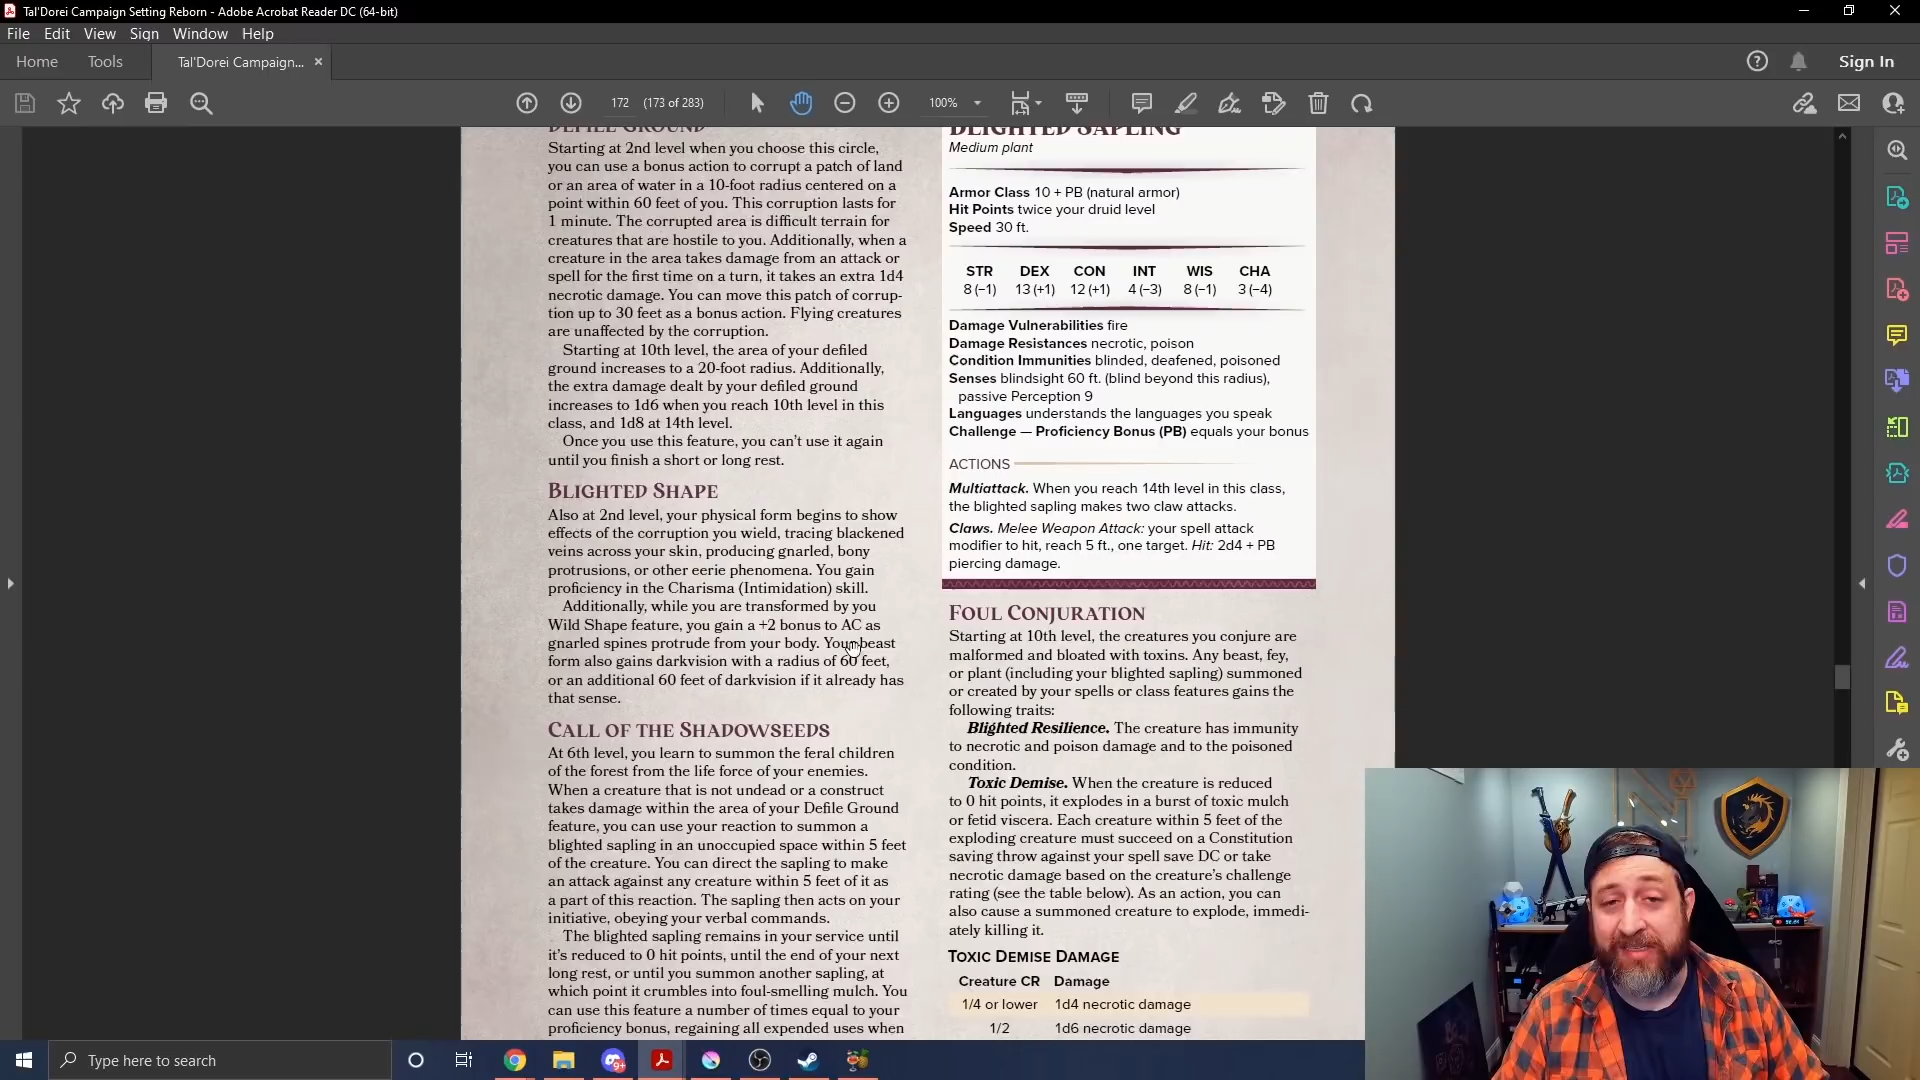 Tal'Dorei Campaign Setting Reborn - Adobe Acrobat Reader DC (64-bit)
File Edit View Sign Window Help
Home Tools Tal'Dorei Campaign... Sign In
172 (173 of 283) 100%
DEFILE GROUND
Starting at 2nd level when you choose this circle,
you can use a bonus action to corrupt a patch of land
or an area of water in a 10-foot radius centered on a
point within 60 feet of you. This corruption lasts for
1 minute. The corrupted area is difficult terrain for
creatures that are hostile to you. Additionally, when a
creature in the area takes damage from an attack or
spell for the first time on a turn, it takes an extra 1d4
necrotic damage. You can move this patch of corrup-
tion up to 30 feet as a bonus action. Flying creatures
are unaffected by the corruption.
Starting at 10th level, the area of your defiled
ground increases to a 20-foot radius. Additionally,
the extra damage dealt by your defiled ground
increases to 1d6 when you reach 10th level in this
class, and 1d8 at 14th level.
Once you use this feature, you can't use it again
until you finish a short or long rest.
BLIGHTED SHAPE
Also at 2nd level, your physical form begins to show
effects of the corruption you wield, tracing blackened
veins across your skin, producing gnarled, bony
protrusions, or other eerie phenomena. You gain
proficiency in the Charisma (Intimidation) skill.
Additionally, while you are transformed by you
Wild Shape feature, you gain a +2 bonus to AC as
gnarled spines protrude from your body. Your beast
form also gains darkvision with a radius of 60 feet,
or an additional 60 feet of darkvision if it already has
that sense.
CALL OF THE SHADOWSEEDS
At 6th level, you learn to summon the feral children
of the forest from the life force of your enemies.
When a creature that is not undead or a construct
takes damage within the area of your Defile Ground
feature, you can use your reaction to summon a
blighted sapling in an unoccupied space within 5 feet
of the creature. You can direct the sapling to make
an attack against any creature within 5 feet of it as
a part of this reaction. The sapling then acts on your
initiative, obeying your verbal commands.
The blighted sapling remains in your service until
it's reduced to 0 hit points, until the end of your next
long rest, or until you summon another sapling, at
which point it crumbles into foul-smelling mulch. You
can use this feature a number of times equal to your
proficiency bonus, regaining all expended uses when
BLIGHTED SAPLING
Medium plant
Armor Class 10 + PB (natural armor)
Hit Points twice your druid level
Speed 30 ft.
STR DEX CON INT WIS CHA
8 (−1) 13 (+1) 12 (+1) 4 (−3) 8 (−1) 3 (−4)
Damage Vulnerabilities fire
Damage Resistances necrotic, poison
Condition Immunities blinded, deafened, poisoned
Senses blindsight 60 ft. (blind beyond this radius),
passive Perception 9
Languages understands the languages you speak
Challenge — Proficiency Bonus (PB) equals your bonus
ACTIONS
Multiattack. When you reach 14th level in this class,
the blighted sapling makes two claw attacks.
Claws. Melee Weapon Attack: your spell attack
modifier to hit, reach 5 ft., one target. Hit: 2d4 + PB
piercing damage.
FOUL CONJURATION
Starting at 10th level, the creatures you conjure are
malformed and bloated with toxins. Any beast, fey,
or plant (including your blighted sapling) summoned
or created by your spells or class features gains the
following traits:
Blighted Resilience. The creature has immunity
to necrotic and poison damage and to the poisoned
condition.
Toxic Demise. When the creature is reduced
to 0 hit points, it explodes in a burst of toxic mulch
or fetid viscera. Each creature within 5 feet of the
exploding creature must succeed on a Constitution
saving throw against your spell save DC or take
necrotic damage based on the creature's challenge
rating (see the table below). As an action, you can
also cause a summoned creature to explode, immedi-
ately killing it.
TOXIC DEMISE DAMAGE
Creature CR Damage
1/4 or lower 1d4 necrotic damage
1/2 1d6 necrotic damage
Type here to search